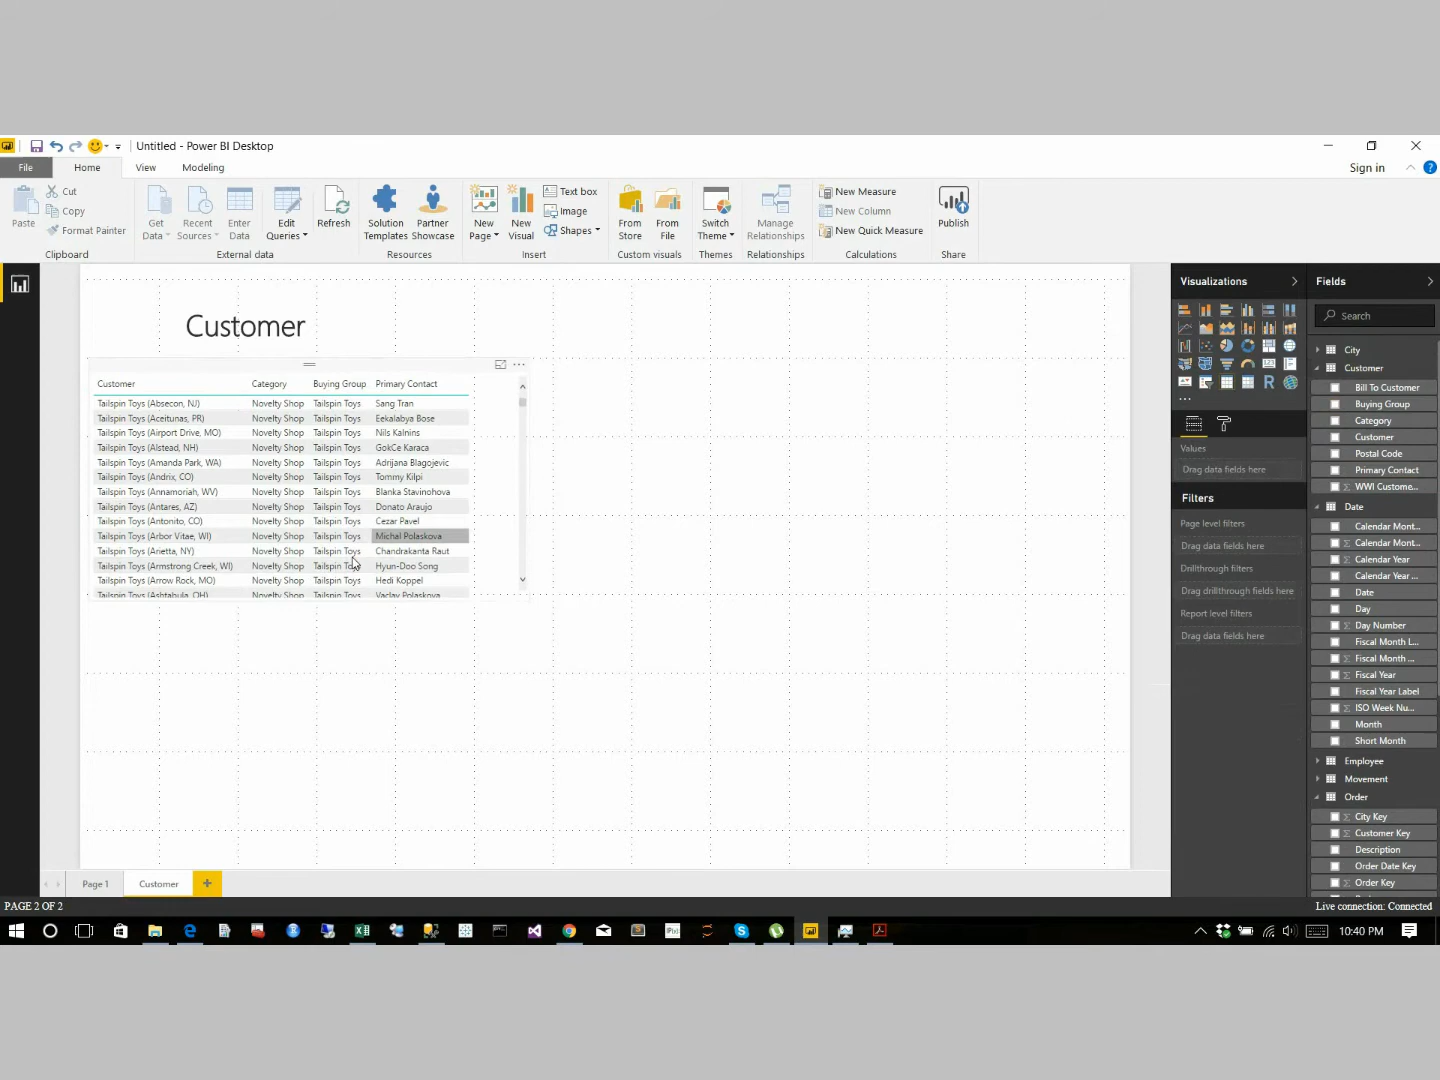 Untitled - Power BI Desktop
File Home View Modeling Sign in
Paste
Cut
Copy
Format Painter
Clipboard
Get Data
Recent Sources
Enter Data
Edit Queries
Refresh
External data
Solution Templates
Partner Showcase
Resources
New Page
New Visual
Text box
Image
Shapes
Insert
From Store
From File
Custom visuals
Switch Theme
Themes
Manage Relationships
Relationships
New Measure
New Column
New Quick Measure
Calculations
Publish
Share
Customer
Customer Category Buying Group Primary Contact
Tailspin Toys (Absecon, NJ) Novelty Shop Tailspin Toys Sang Tran
Tailspin Toys (Aceitunas, PR) Novelty Shop Tailspin Toys Eekalabya Bose
Tailspin Toys (Airport Drive, MO) Novelty Shop Tailspin Toys Nils Kalnins
Tailspin Toys (Alstead, NH) Novelty Shop Tailspin Toys GokCe Karaca
Tailspin Toys (Amanda Park, WA) Novelty Shop Tailspin Toys Adrijana Blagojevic
Tailspin Toys (Andrix, CO) Novelty Shop Tailspin Toys Tommy Kilpi
Tailspin Toys (Annamoriah, WV) Novelty Shop Tailspin Toys Blanka Stavinohova
Tailspin Toys (Antares, AZ) Novelty Shop Tailspin Toys Donato Araujo
Tailspin Toys (Antonito, CO) Novelty Shop Tailspin Toys Cezar Pavel
Tailspin Toys (Arbor Vitae, WI) Novelty Shop Tailspin Toys Michal Polaskova
Tailspin Toys (Arietta, NY) Novelty Shop Tailspin Toys Chandrakanta Raut
Tailspin Toys (Armstrong Creek, WI) Novelty Shop Tailspin Toys Hyun-Doo Song
Tailspin Toys (Arrow Rock, MO) Novelty Shop Tailspin Toys Hedi Koppel
Tailspin Toys (Ashtabula, OH) Novelty Shop Tailspin Toys Vaclav Polaskova
Visualizations
R
Values
Drag data fields here
Filters
Page level filters
Drag data fields here
Drillthrough filters
Drag drillthrough fields here
Report level filters
Drag data fields here
Fields
Search
City
Customer
Bill To Customer
Buying Group
Category
Customer
Postal Code
Primary Contact
Σ WWI Custome...
Date
Calendar Mont...
Σ Calendar Mont...
Σ Calendar Year
Calendar Year ...
Date
Day
Σ Day Number
Fiscal Month L...
Σ Fiscal Month ...
Σ Fiscal Year
Fiscal Year Label
Σ ISO Week Nu...
Month
Short Month
Employee
Movement
Order
Σ City Key
Σ Customer Key
Description
Order Date Key
Σ Order Key
Page 1 Customer +
PAGE 2 OF 2 Live connection: Connected
10:40 PM